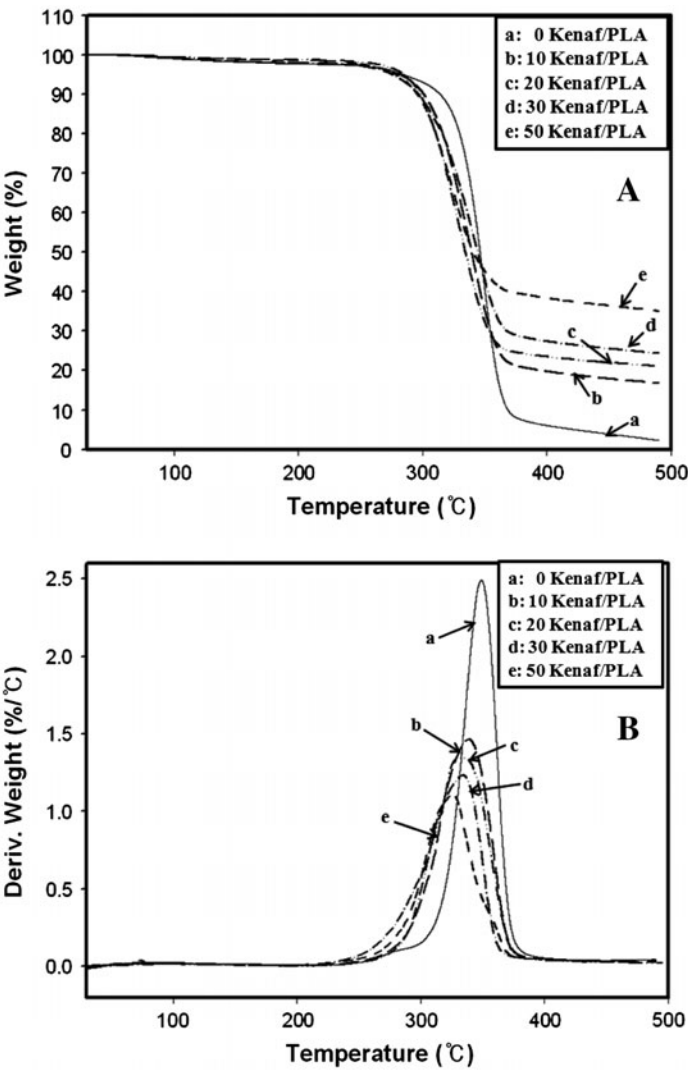 110
100
90
80
70
60
50
40
30
20
10
0
Weight (%)
a: 0 Kenaf/PLA
b: 10 Kenaf/PLA
c: 20 Kenaf/PLA
d: 30 Kenaf/PLA
e: 50 Kenaf/PLA
A
e
d
c
b
a
100 200 300 400 500
Temperature (℃)
2.5
2.0
1.5
1.0
0.5
0.0
Deriv. Weight (%/℃)
a: 0 Kenaf/PLA
b: 10 Kenaf/PLA
c: 20 Kenaf/PLA
d: 30 Kenaf/PLA
e: 50 Kenaf/PLA
B
a
b
c
d
e
100 200 300 400 500
Temperature (℃)